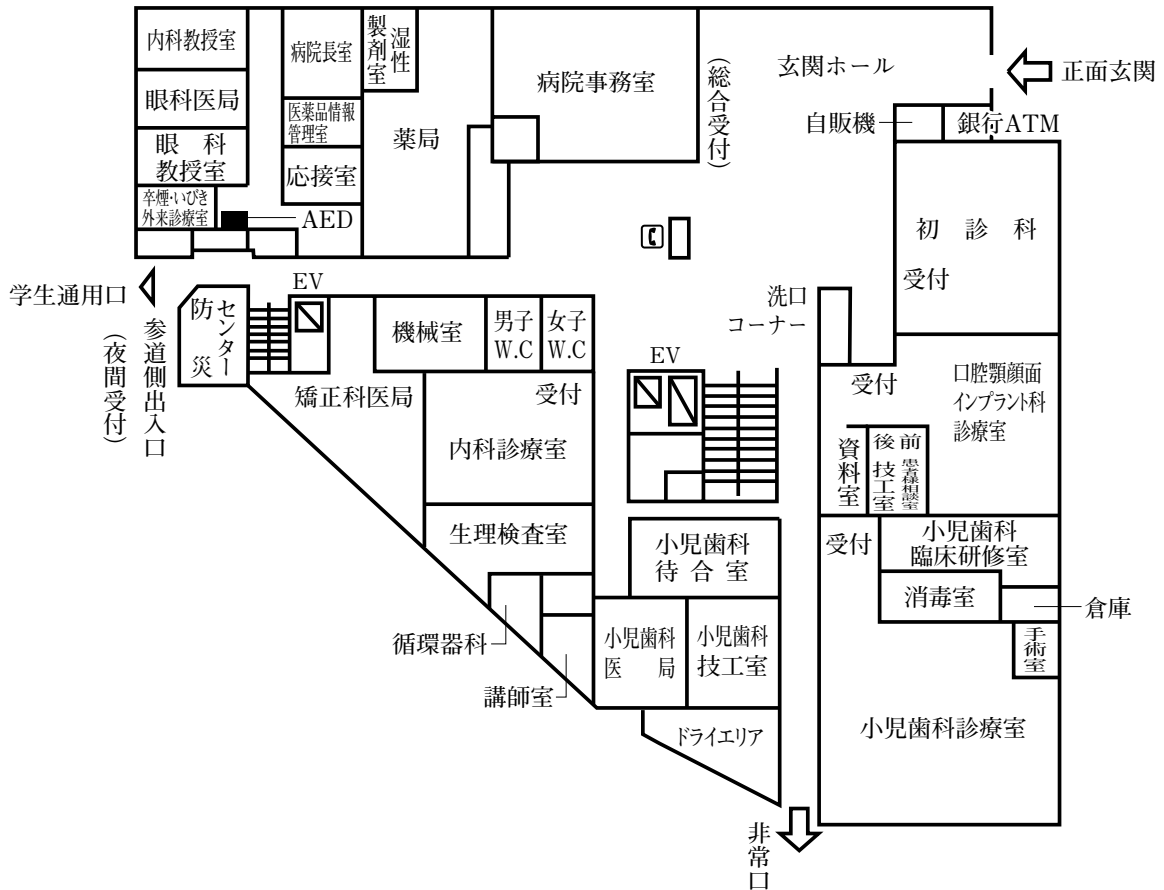 内科教授室
眼科医局
眼科
教授室
卒煙・いびき
外来診療室
病院長室
医薬品情報
管理室
応接室
AED
湿性
製剤室
薬局
病院事務室
(総合受付)
玄関ホール
正面玄関
自販機
銀行ATM
初診科
受付
洗口
コーナー
学生通用口
参道側出入口
(夜間受付)
防災
センター
EV
機械室
男子
W.C
女子
W.C
矯正科医局
受付
内科診療室
生理検査室
循環器科
講師室
EV
受付
口腔顎顔面
インプラント科
診療室
資料室
前
後
技工室
患者様相談室
小児歯科
待合室
小児歯科
医局
小児歯科
技工室
ドライエリア
受付
小児歯科
臨床研修室
消毒室
倉庫
手術室
小児歯科診療室
非常口